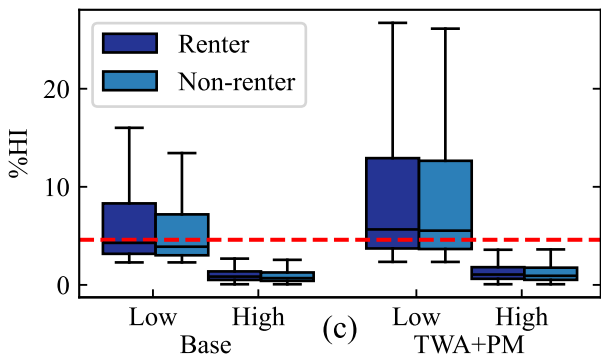 %HI
20
10
0
Renter
Non-renter
Low High Low High
Base (c) TWA+PM